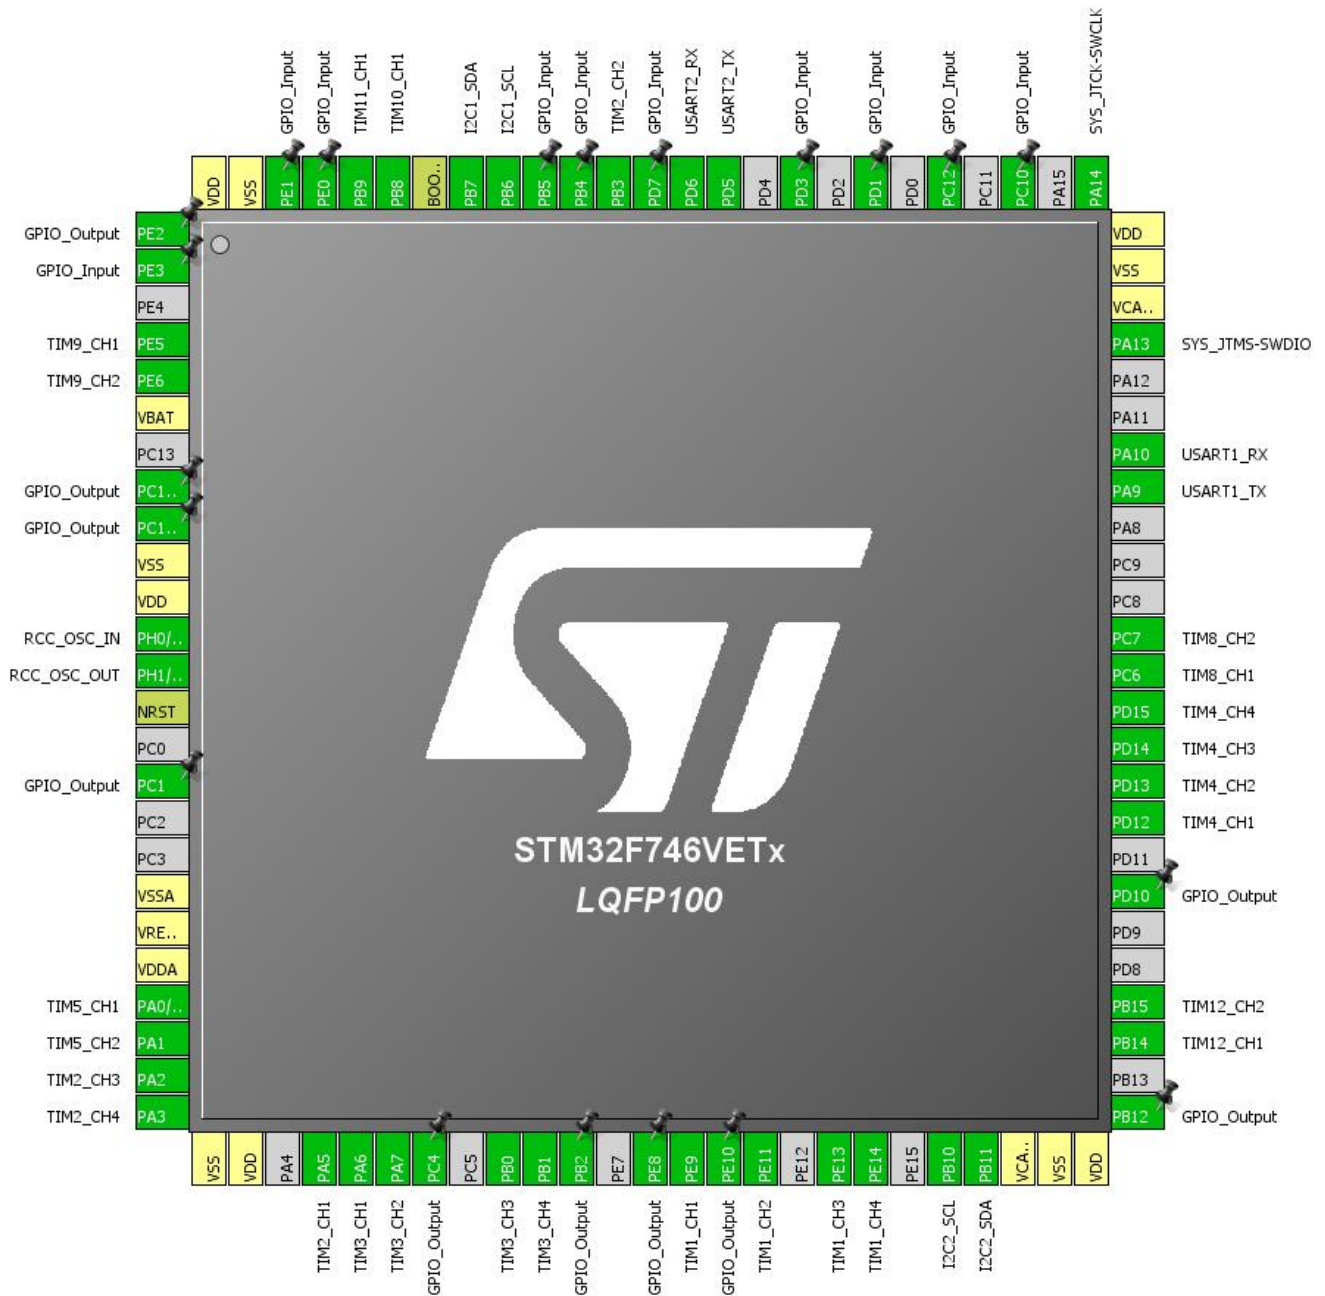 GPIO_Input
GPIO_Input
TIM11_CH1
TIM10_CH1
I2C1_SDA
I2C1_SCL
GPIO_Input
GPIO_Input
TIM2_CH2
GPIO_Input
USART2_RX
USART2_TX
GPIO_Input
GPIO_Input
GPIO_Input
GPIO_Input
SYS_JTCK-SWCLK
VDD
VSS
PE1
PE0
PB9
PB8
BOO..
PB7
PB6
PB5
PB4
PB3
PD7
PD6
PD5
PD4
PD3
PD2
PD1
PD0
PC12
PC11
PC10
PA15
PA14
GPIO_Output PE2
GPIO_Input PE3
PE4
TIM9_CH1 PE5
TIM9_CH2 PE6
VBAT
PC13
GPIO_Output PC1..
GPIO_Output PC1..
VSS
VDD
RCC_OSC_IN PH0/..
RCC_OSC_OUT PH1/..
NRST
PC0
GPIO_Output PC1
PC2
PC3
VSSA
VRE..
VDDA
TIM5_CH1 PA0/..
TIM5_CH2 PA1
TIM2_CH3 PA2
TIM2_CH4 PA3
ST
STM32F746VETx
LQFP100
VDD
VSS
VCA..
PA13 SYS_JTMS-SWDIO
PA12
PA11
PA10 USART1_RX
PA9 USART1_TX
PA8
PC9
PC8
PC7 TIM8_CH2
PC6 TIM8_CH1
PD15 TIM4_CH4
PD14 TIM4_CH3
PD13 TIM4_CH2
PD12 TIM4_CH1
PD11
PD10 GPIO_Output
PD9
PD8
PB15 TIM12_CH2
PB14 TIM12_CH1
PB13
PB12 GPIO_Output
VSS
VDD
PA4
PA5
PA6
PA7
PC4
PC5
PB0
PB1
PB2
PE7
PE8
PE9
PE10
PE11
PE12
PE13
PE14
PE15
PB10
PB11
VCA..
VSS
VDD
TIM2_CH1
TIM3_CH1
TIM3_CH2
GPIO_Output
TIM3_CH3
TIM3_CH4
GPIO_Output
GPIO_Output
TIM1_CH1
GPIO_Output
TIM1_CH2
TIM1_CH3
TIM1_CH4
I2C2_SCL
I2C2_SDA